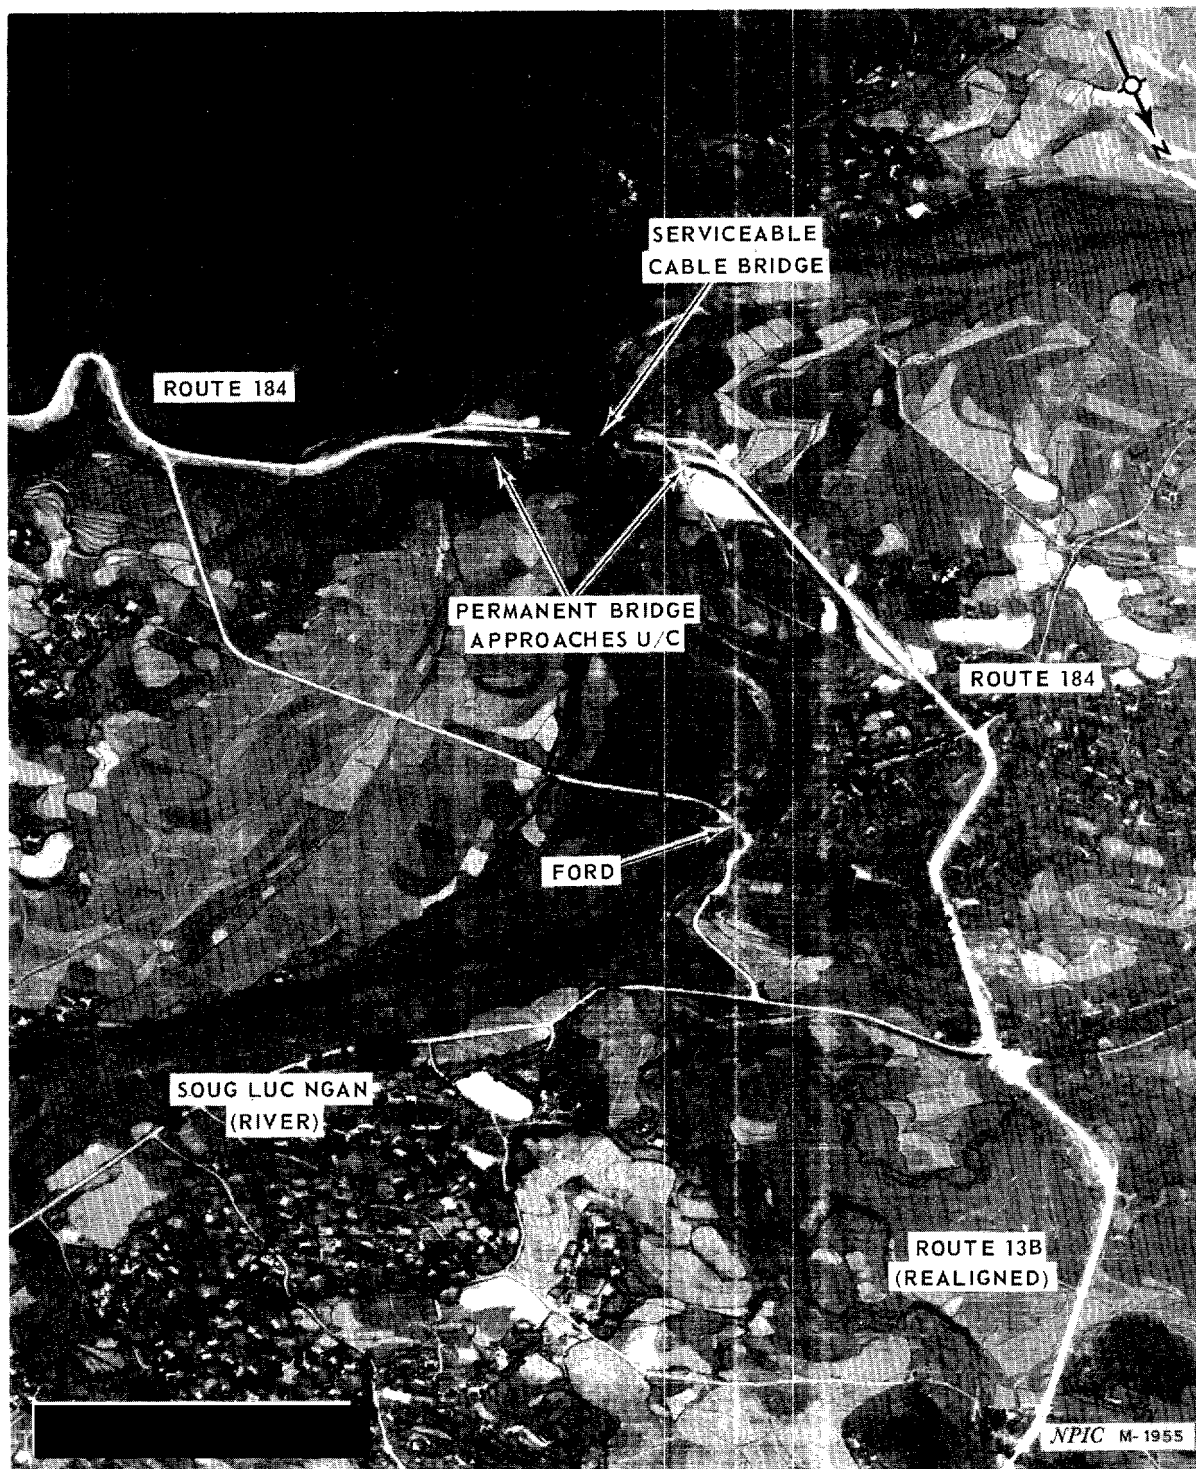 N
SERVICEABLE
CABLE BRIDGE
ROUTE 184
PERMANENT BRIDGE
APPROACHES U/C
ROUTE 184
FORD
SOUG LUC NGAN
(RIVER)
ROUTE 13B
(REALIGNED)
NPIC M-1955